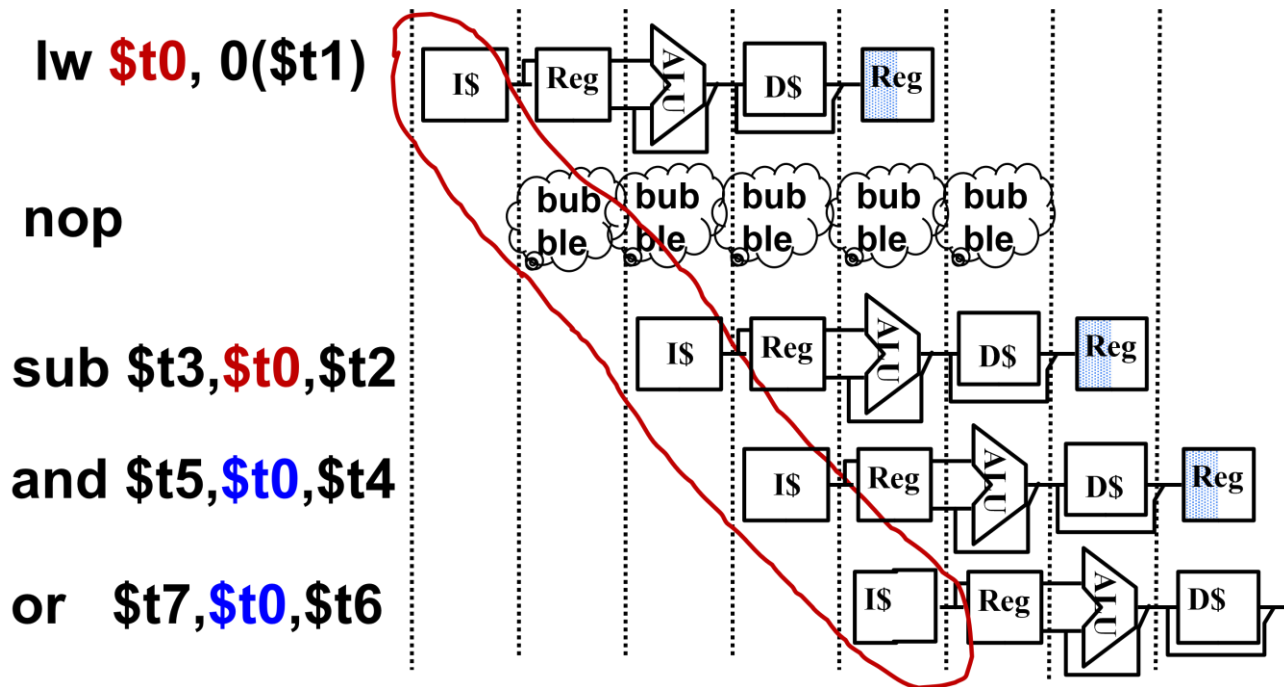 lw $t0, 0($t1)
I$ Reg ALU D$ Reg
nop
bub ble bub ble bub ble bub ble bub ble
sub $t3,$t0,$t2
I$ Reg ALU D$ Reg
and $t5,$t0,$t4
I$ Reg ALU D$ Reg
or $t7,$t0,$t6
I$ Reg ALU D$